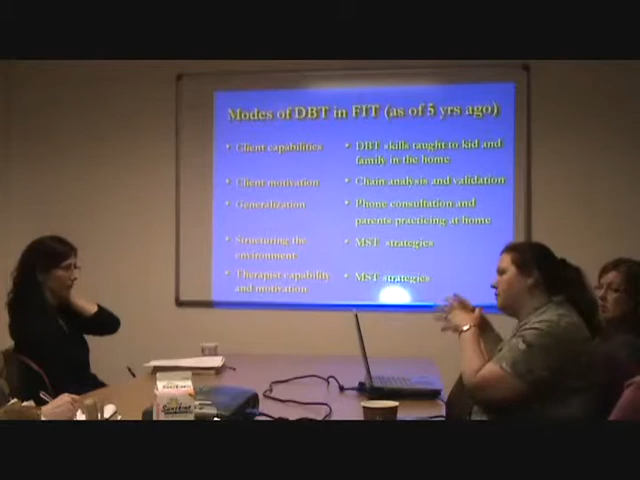 Modes of DBT in FIT (as of 5 yrs ago)
• Client capabilities
• Client motivation
• Generalization
• Structuring the
environment
• Therapist capability
and motivation
• DBT skills taught to kid and
family in the home
• Chain analysis and validation
• Phone consultation and
parents practicing at home
• MST strategies
• MST strategies
Sunshine